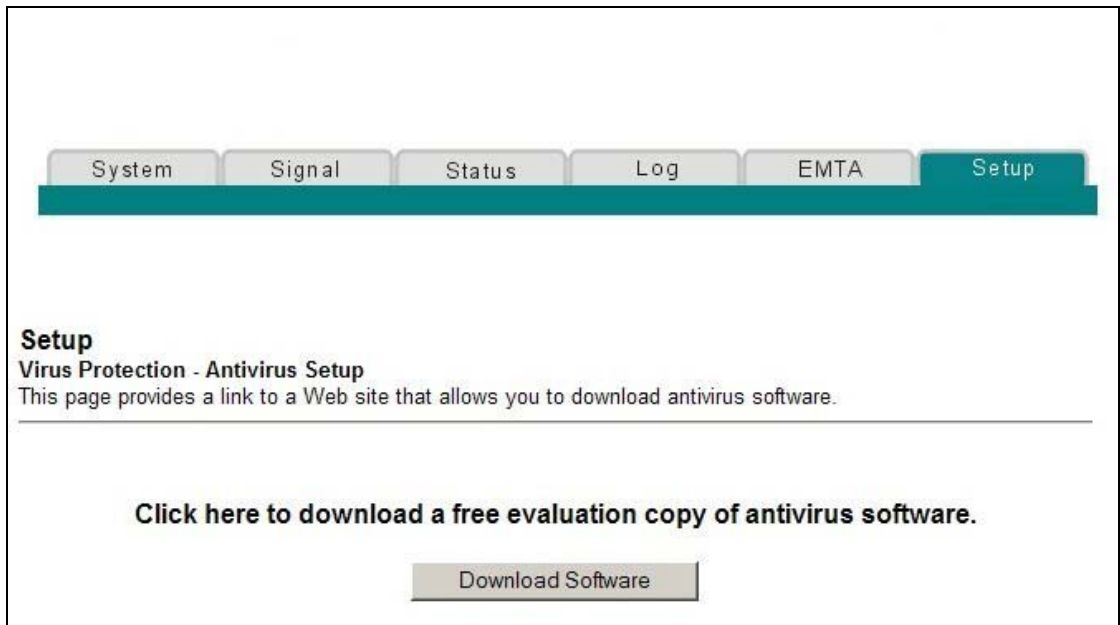 System Signal Status Log EMTA Setup
Setup
Virus Protection - Antivirus Setup
This page provides a link to a Web site that allows you to download antivirus software.
Click here to download a free evaluation copy of antivirus software.
Download Software